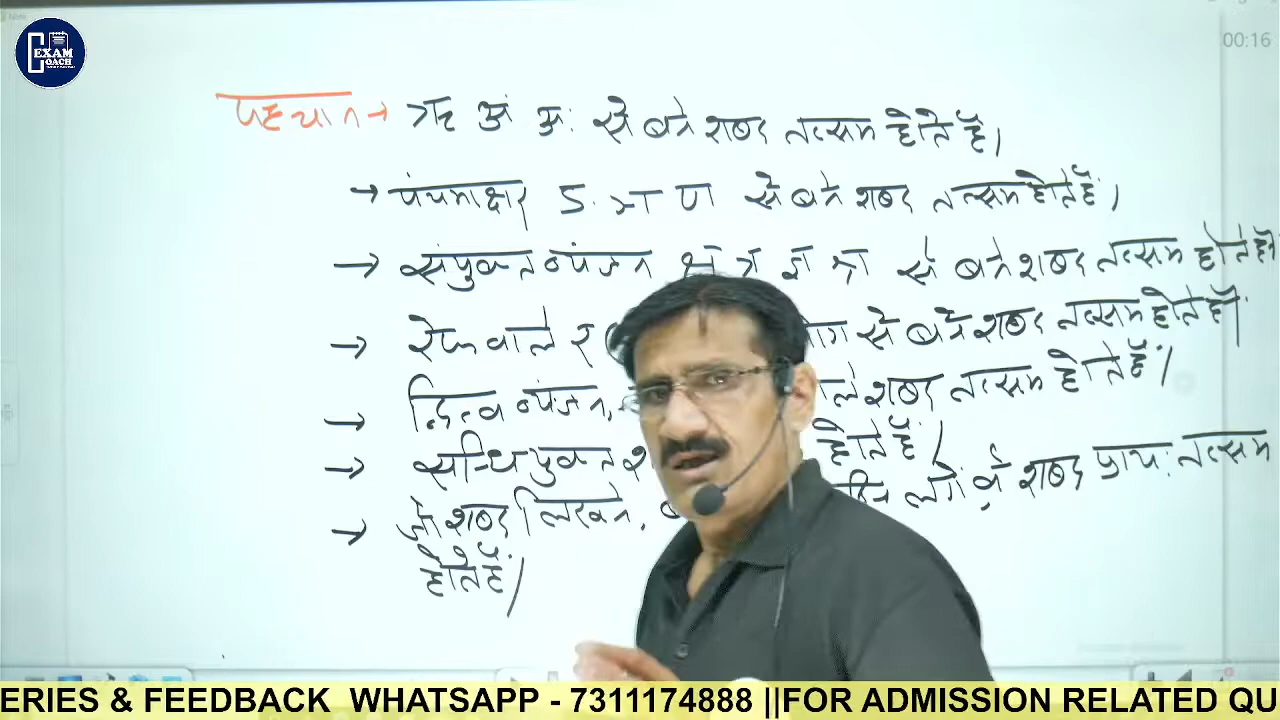 EXAM COACH
00:16
पहचान → ऋ अं अः से बने शब्द तत्सम होते हैं।
→ पंचमाक्षर ङ ञ ण से बने शब्द तत्सम होते हैं।
→ संयुक्त व्यंजन क्ष त्र ज्ञ श्र से बने शब्द तत्सम होते हैं
→ रेफ वाले र से बने शब्द तत्सम होते हैं।
→ द्वित्व व्यंजन, वाले शब्द तत्सम होते हैं।
→ सन्धि युक्त होते हैं।
→ जो शब्द लिखने, लगें, वे शब्द प्रायः तत्सम
होते हैं।
ERIES & FEEDBACK WHATSAPP - 7311174888 ||FOR ADMISSION RELATED QU